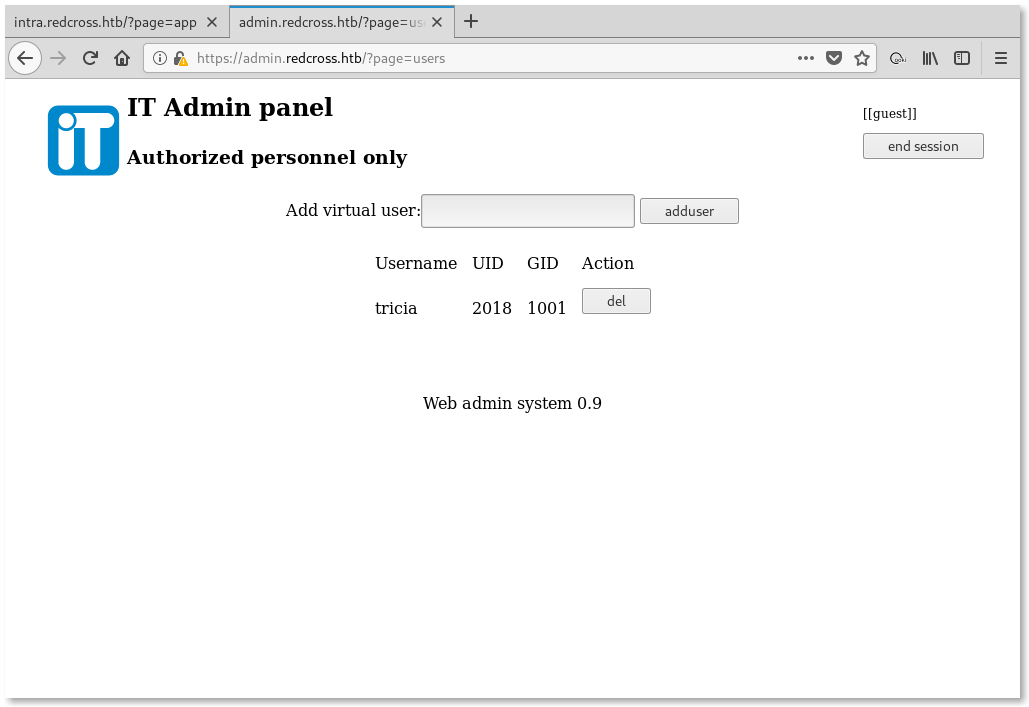 intra.redcross.htb/?page=app
admin.redcross.htb/?page=us
https://admin.redcross.htb/?page=users
iT
IT Admin panel
Authorized personnel only
[[guest]]
end session
Add virtual user:
adduser
Username UID GID Action
tricia 2018 1001 del
Web admin system 0.9